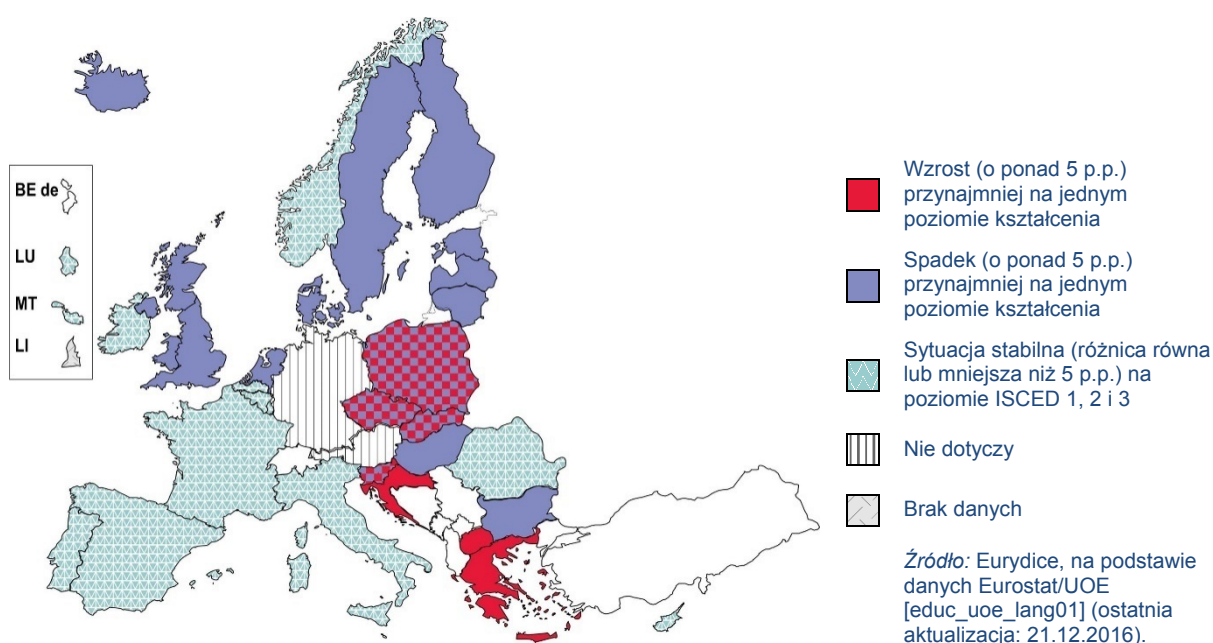 BE de
LU
MT
LI
Wzrost (o ponad 5 p.p.)
przynajmniej na jednym
poziomie kształcenia
Spadek (o ponad 5 p.p.)
przynajmniej na jednym
poziomie kształcenia
Sytuacja stabilna (różnica równa
lub mniejsza niż 5 p.p.) na
poziomie ISCED 1, 2 i 3
Nie dotyczy
Brak danych
Źródło: Eurydice, na podstawie
danych Eurostat/UOE
[educ_uoe_lang01] (ostatnia
aktualizacja: 21.12.2016).